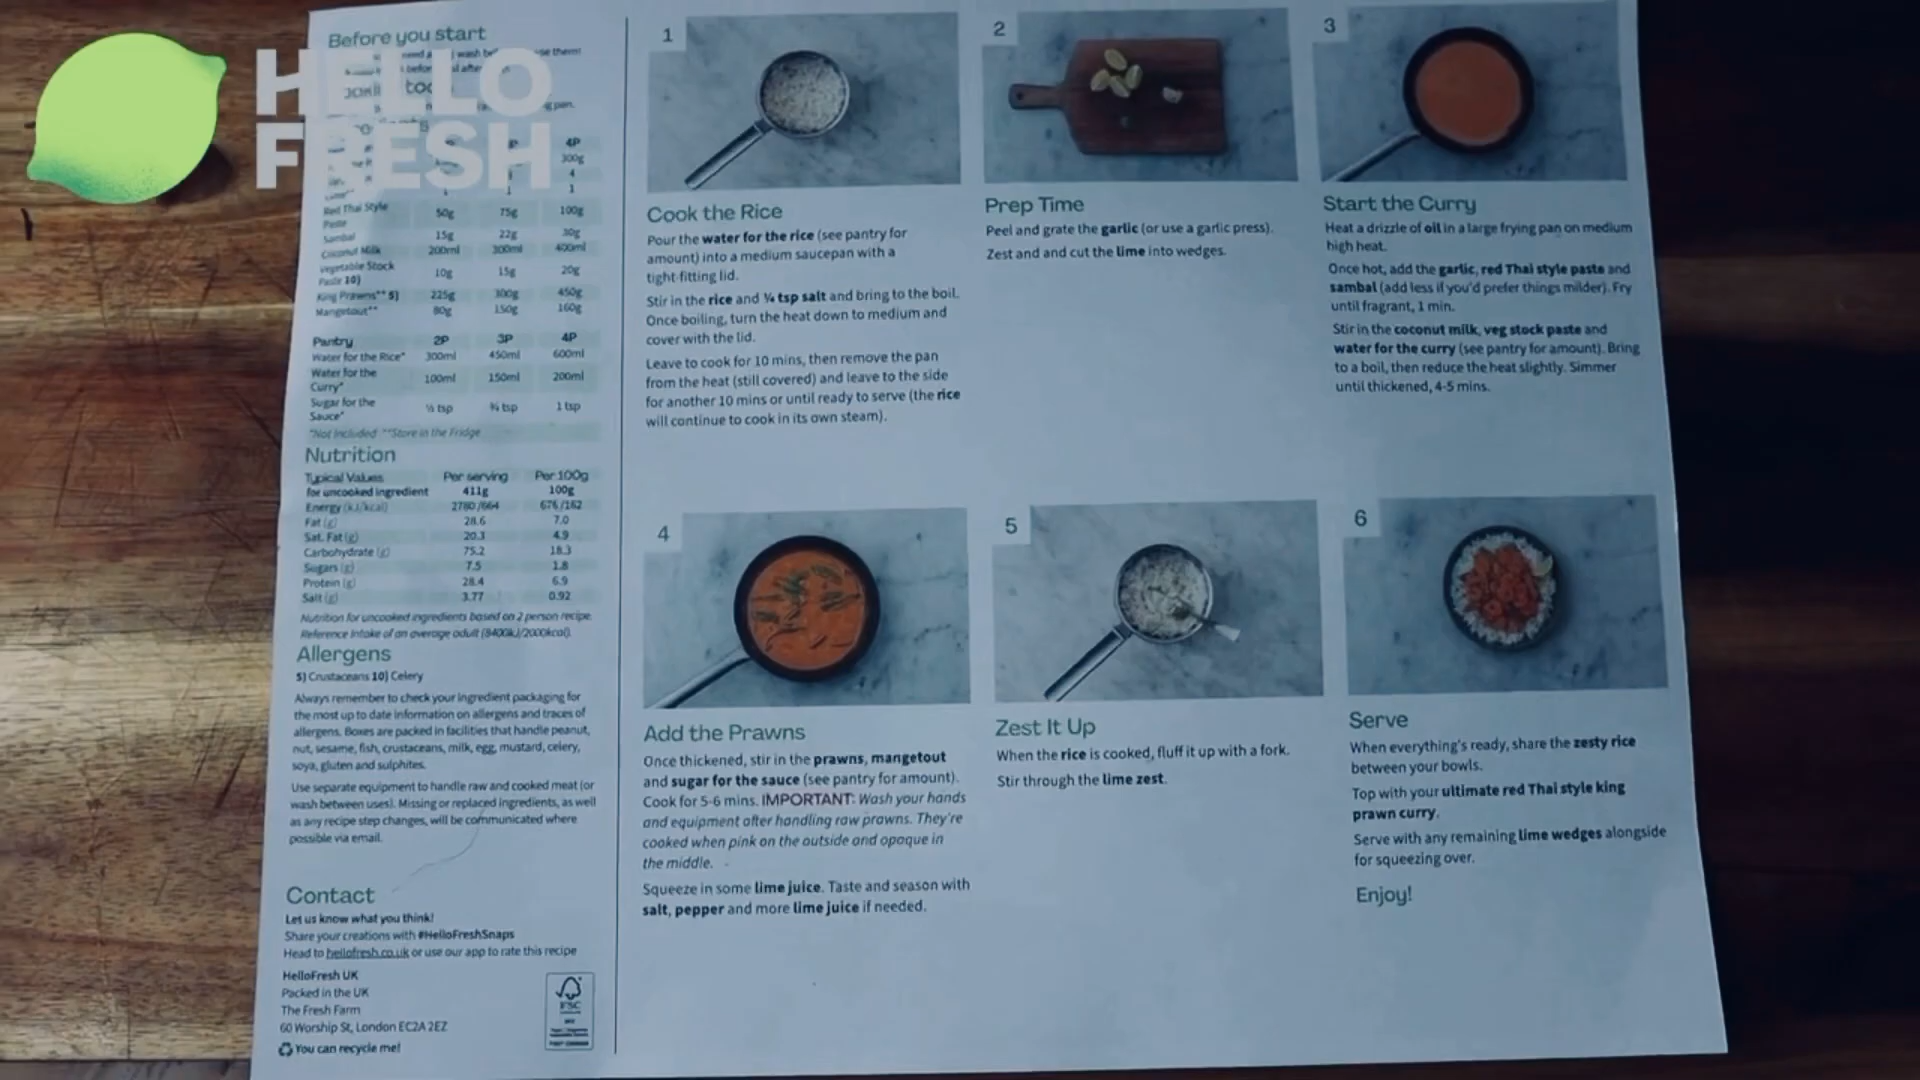 HELLO
FRESH
Before you start
4P
300g
4
1
Red Thai Style
Paste
50g 75g 100g
Sambal 15g 22g 30g
Coconut Milk 200ml 300ml 400ml
Vegetable Stock
Paste 10) 10g 15g 20g
King Prawns** 5) 225g 300g 450g
Mangetout** 80g 150g 160g
Pantry 2P 3P 4P
Water for the Rice* 300ml 450ml 600ml
Water for the
Curry* 100ml 150ml 200ml
Sugar for the
Sauce* ½ tsp ¾ tsp 1 tsp
*Not Included **Store in the Fridge
Nutrition
Typical Values Per serving Per 100g
for uncooked ingredient 411g 100g
Energy (kJ/kcal) 2780/664 676/162
Fat (g) 28.6 7.0
Sat. Fat (g) 20.3 4.9
Carbohydrate (g) 75.2 18.3
Sugars (g) 7.5 1.8
Protein (g) 28.4 6.9
Salt (g) 3.77 0.92
Nutrition for uncooked ingredients based on 2 person recipe.
Reference Intake of an average adult (8400kJ/2000kcal).
Allergens
5) Crustaceans 10) Celery
Always remember to check your ingredient packaging for
the most up to date information on allergens and traces of
allergens. Boxes are packed in facilities that handle peanut,
nut, sesame, fish, crustaceans, milk, egg, mustard, celery,
soya, gluten and sulphites.
Use separate equipment to handle raw and cooked meat (or
wash between uses). Missing or replaced ingredients, as well
as any recipe step changes, will be communicated where
possible via email.
Contact
Let us know what you think!
Share your creations with #HelloFreshSnaps
Head to hellofresh.co.uk or use our app to rate this recipe
HelloFresh UK
Packed in the UK
The Fresh Farm
60 Worship St, London EC2A 2EZ
You can recycle me!
FSC
1
Cook the Rice
Pour the water for the rice (see pantry for
amount) into a medium saucepan with a
tight-fitting lid.
Stir in the rice and ¼ tsp salt and bring to the boil.
Once boiling, turn the heat down to medium and
cover with the lid.
Leave to cook for 10 mins, then remove the pan
from the heat (still covered) and leave to the side
for another 10 mins or until ready to serve (the rice
will continue to cook in its own steam).
2
Prep Time
Peel and grate the garlic (or use a garlic press).
Zest and and cut the lime into wedges.
3
Start the Curry
Heat a drizzle of oil in a large frying pan on medium
high heat.
Once hot, add the garlic, red Thai style paste and
sambal (add less if you'd prefer things milder). Fry
until fragrant, 1 min.
Stir in the coconut milk, veg stock paste and
water for the curry (see pantry for amount). Bring
to a boil, then reduce the heat slightly. Simmer
until thickened, 4-5 mins.
4
Add the Prawns
Once thickened, stir in the prawns, mangetout
and sugar for the sauce (see pantry for amount).
Cook for 5-6 mins. IMPORTANT: Wash your hands
and equipment after handling raw prawns. They're
cooked when pink on the outside and opaque in
the middle.
Squeeze in some lime juice. Taste and season with
salt, pepper and more lime juice if needed.
5
Zest It Up
When the rice is cooked, fluff it up with a fork.
Stir through the lime zest.
6
Serve
When everything's ready, share the zesty rice
between your bowls.
Top with your ultimate red Thai style king
prawn curry.
Serve with any remaining lime wedges alongside
for squeezing over.
Enjoy!